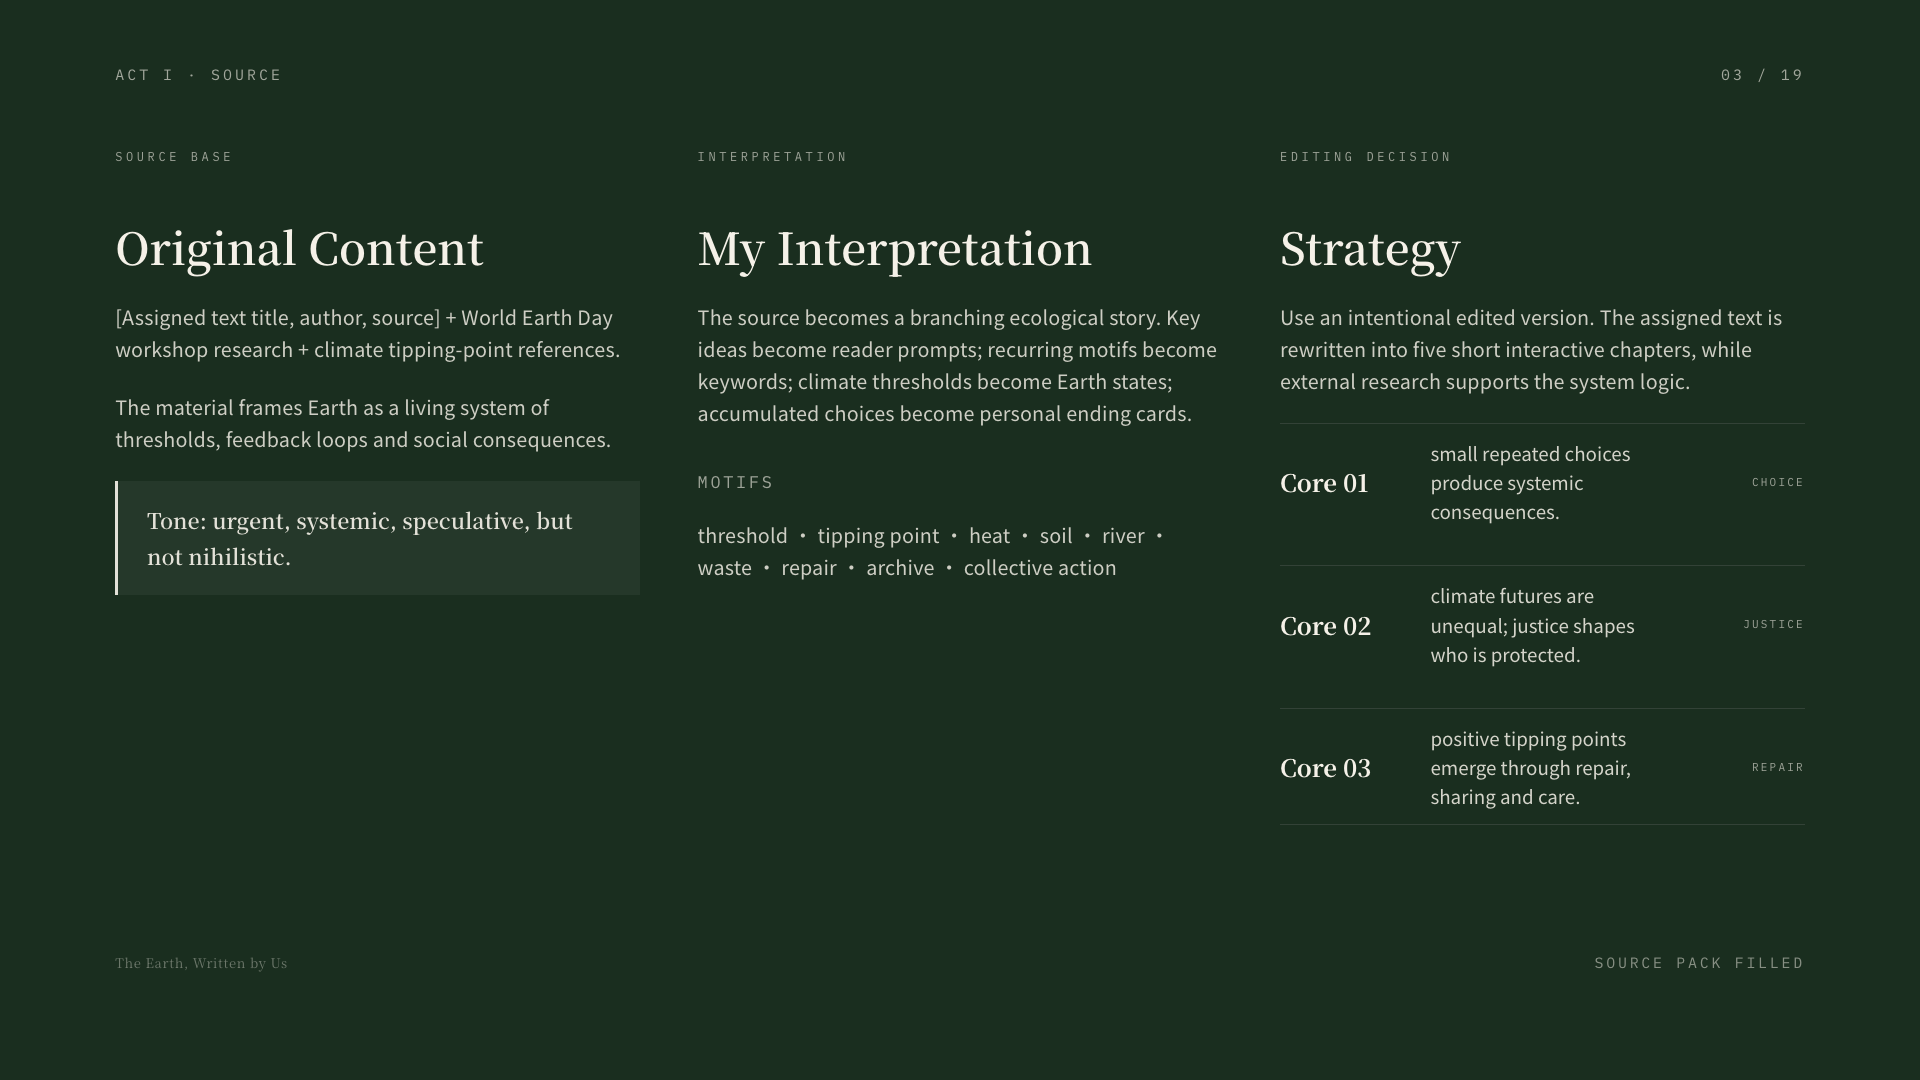 ACT I · SOURCE
03 / 19
SOURCE BASE
Original Content
[Assigned text title, author, source] + World Earth Day
workshop research + climate tipping-point references.
The material frames Earth as a living system of
thresholds, feedback loops and social consequences.
Tone: urgent, systemic, speculative, but
not nihilistic.
INTERPRETATION
My Interpretation
The source becomes a branching ecological story. Key
ideas become reader prompts; recurring motifs become
keywords; climate thresholds become Earth states;
accumulated choices become personal ending cards.
MOTIFS
threshold • tipping point • heat • soil • river •
waste • repair • archive • collective action
EDITING DECISION
Strategy
Use an intentional edited version. The assigned text is
rewritten into five short interactive chapters, while
external research supports the system logic.
Core 01
small repeated choices
produce systemic
consequences.
CHOICE
Core 02
climate futures are
unequal; justice shapes
who is protected.
JUSTICE
Core 03
positive tipping points
emerge through repair,
sharing and care.
REPAIR
The Earth, Written by Us
SOURCE PACK FILLED